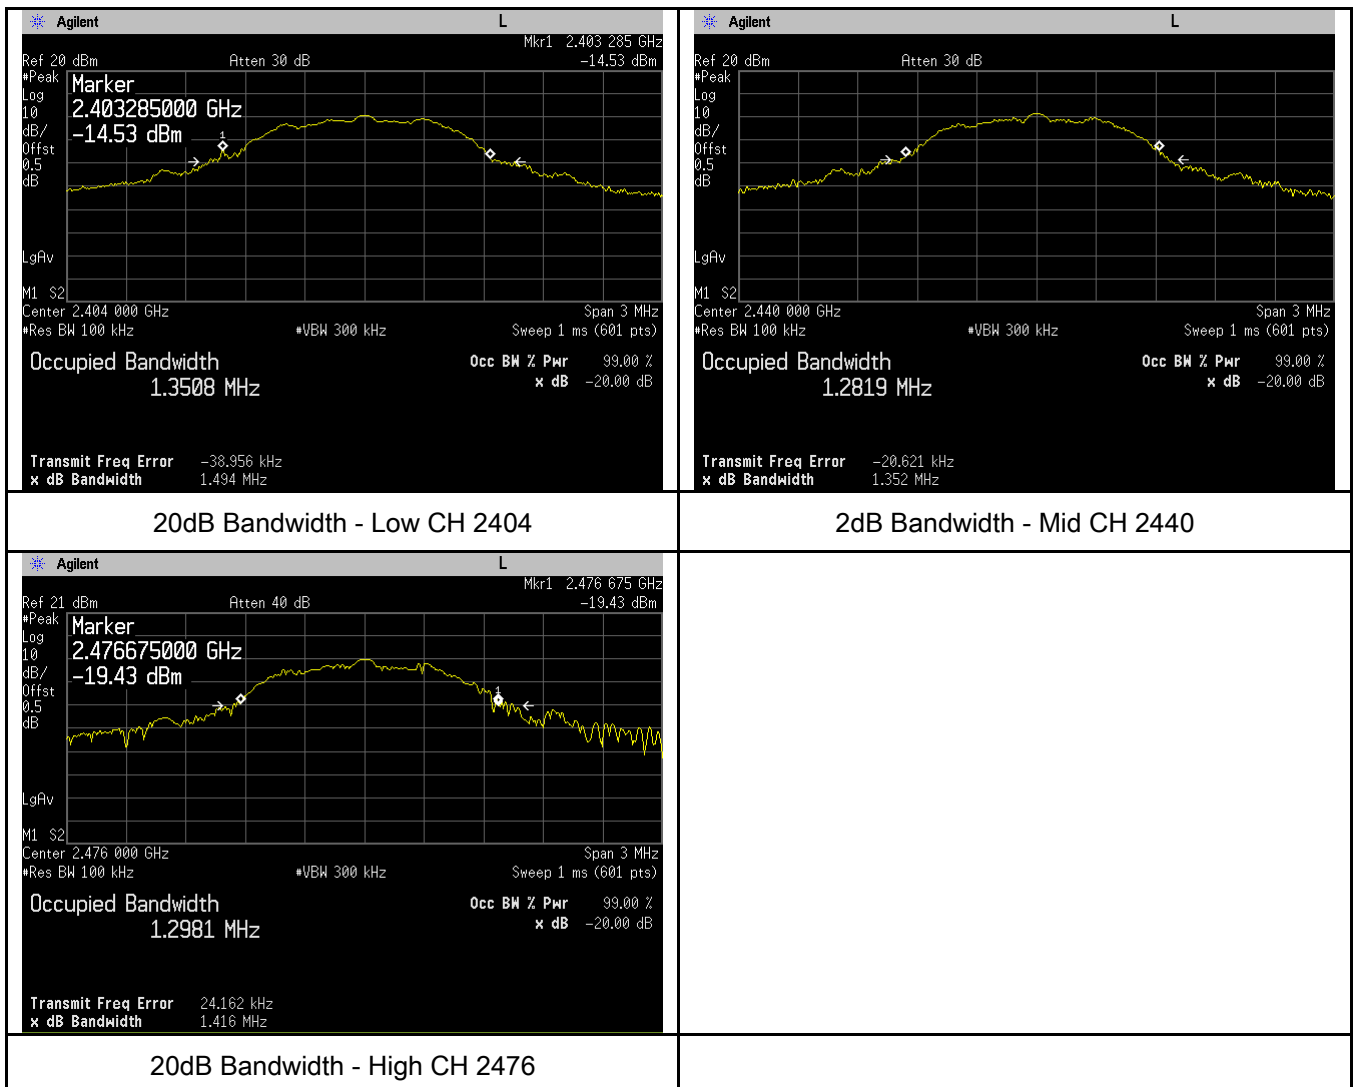 Agilent L
Mkr1 2.403 285 GHz
Ref 20 dBm Atten 30 dB -14.53 dBm
#Peak
Log
10
dB/
Offst
0.5
dB
Marker
2.403285000 GHz
-14.53 dBm
1
LgAv
M1 S2
Center 2.404 000 GHz Span 3 MHz
#Res BW 100 kHz #VBW 300 kHz Sweep 1 ms (601 pts)
Occupied Bandwidth Occ BW % Pwr 99.00 %
1.3508 MHz x dB -20.00 dB
Transmit Freq Error -38.956 kHz
x dB Bandwidth 1.494 MHz
20dB Bandwidth - Low CH 2404
Agilent L
Ref 20 dBm Atten 30 dB
#Peak
Log
10
dB/
Offst
0.5
dB
LgAv
M1 S2
Center 2.440 000 GHz Span 3 MHz
#Res BW 100 kHz #VBW 300 kHz Sweep 1 ms (601 pts)
Occupied Bandwidth Occ BW % Pwr 99.00 %
1.2819 MHz x dB -20.00 dB
Transmit Freq Error -20.621 kHz
x dB Bandwidth 1.352 MHz
2dB Bandwidth - Mid CH 2440
Agilent L
Mkr1 2.476 675 GHz
Ref 21 dBm Atten 40 dB -19.43 dBm
#Peak
Log
10
dB/
Offst
0.5
dB
Marker
2.476675000 GHz
-19.43 dBm
1
LgAv
M1 S2
Center 2.476 000 GHz Span 3 MHz
#Res BW 100 kHz #VBW 300 kHz Sweep 1 ms (601 pts)
Occupied Bandwidth Occ BW % Pwr 99.00 %
1.2981 MHz x dB -20.00 dB
Transmit Freq Error 24.162 kHz
x dB Bandwidth 1.416 MHz
20dB Bandwidth - High CH 2476